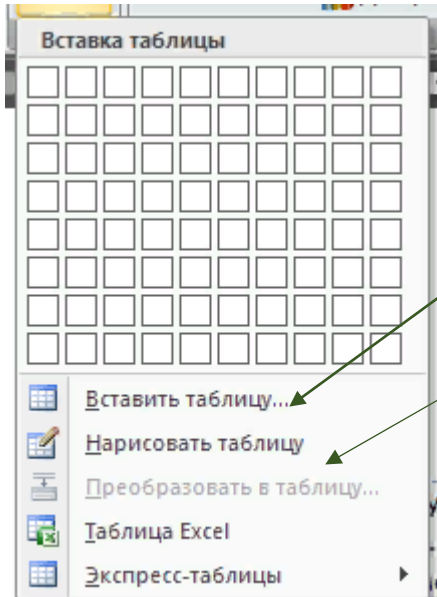 Вставка таблицы
Вставить таблицу...
Нарисовать таблицу
Преобразовать в таблицу...
Таблица Excel
Экспресс-таблицы